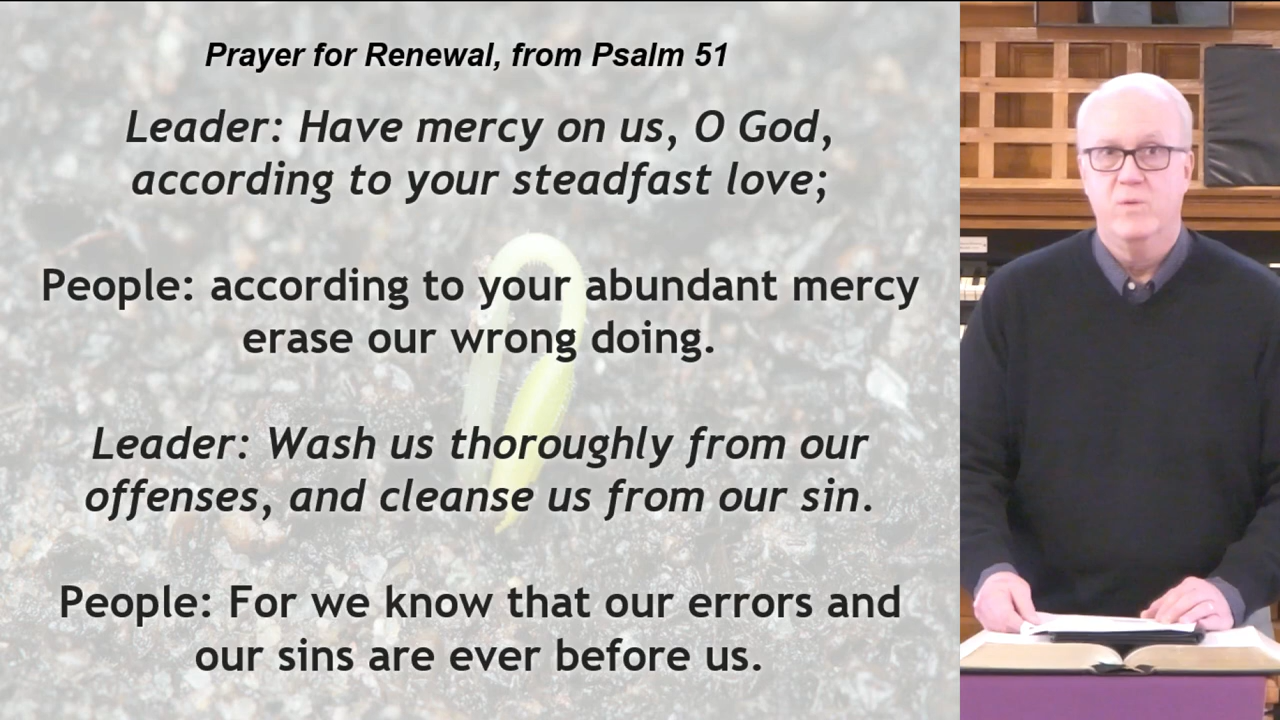 Prayer for Renewal, from Psalm 51
Leader: Have mercy on us, O God,
according to your steadfast love;
People: according to your abundant mercy
erase our wrong doing.
Leader: Wash us thoroughly from our
offenses, and cleanse us from our sin.
People: For we know that our errors and
our sins are ever before us.